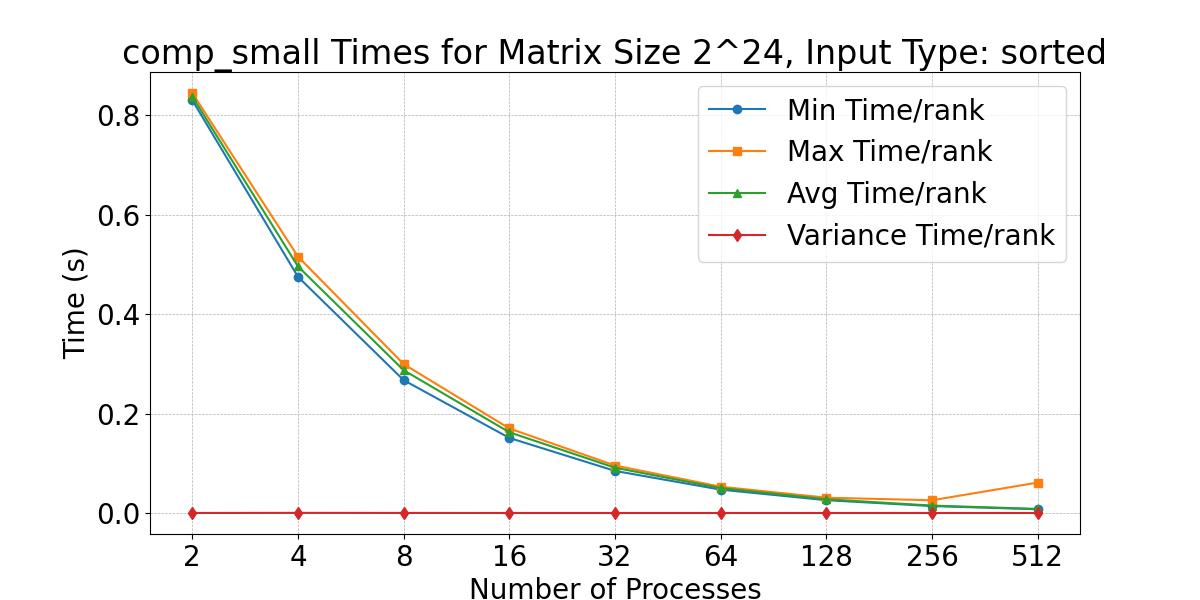 comp_small Times for Matrix Size 2^24, Input Type: sorted
Min Time/rank
Max Time/rank
Avg Time/rank
Variance Time/rank
Time (s)
0.8
0.6
0.4
0.2
0.0
2 4 8 16 32 64 128 256 512
Number of Processes